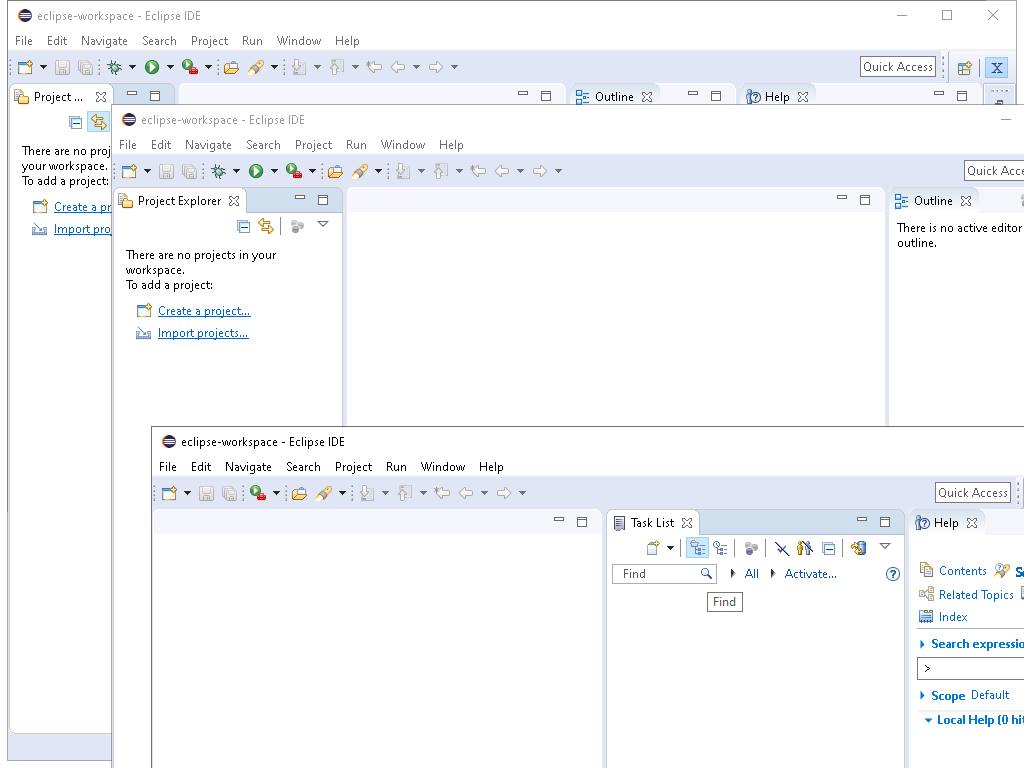 eclipse-workspace - Eclipse IDE
File Edit Navigate Search Project Run Window Help
Quick Access
Project ...
Outline
Help
There are no proj
your workspace.
To add a project:
Create a pr
Import pro
eclipse-workspace - Eclipse IDE
File Edit Navigate Search Project Run Window Help
Quick Acce
Project Explorer
Outline
There are no projects in your
workspace.
To add a project:
Create a project...
Import projects...
There is no active editor
outline.
eclipse-workspace - Eclipse IDE
File Edit Navigate Search Project Run Window Help
Quick Access
Task List
Help
Find
All
Activate...
Find
Contents
Related Topics
Index
Search expressio
>
Scope Default
Local Help (0 hit